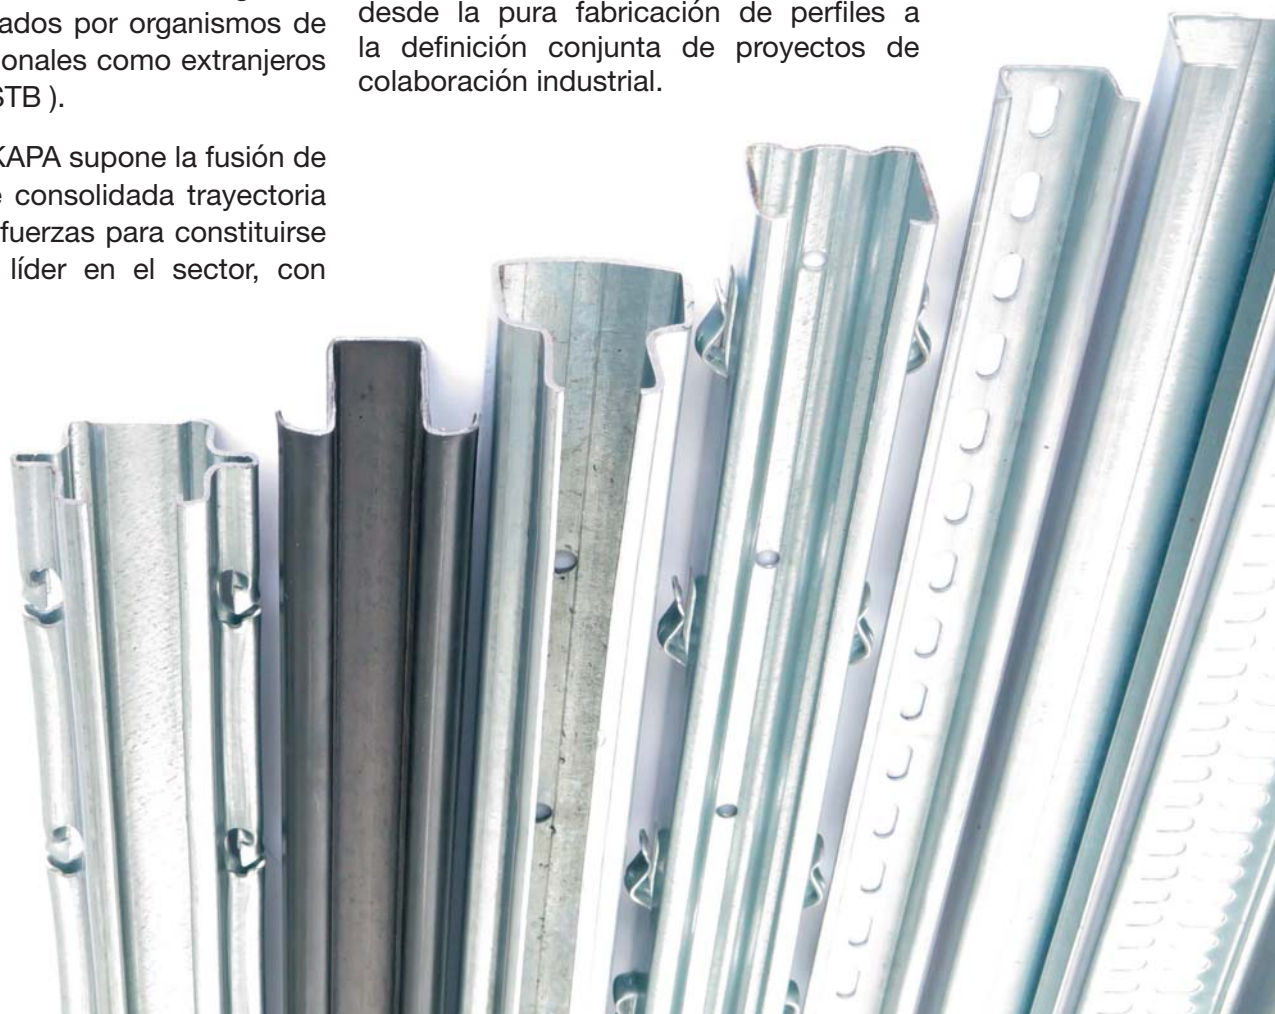 ados por organismos de
onales como extranjeros
STB ).
KAPA supone la fusión de
consolidada trayectoria
fuerzas para constituirse
líder en el sector, con
desde la pura fabricación de perfiles a
la definición conjunta de proyectos de
colaboración industrial.